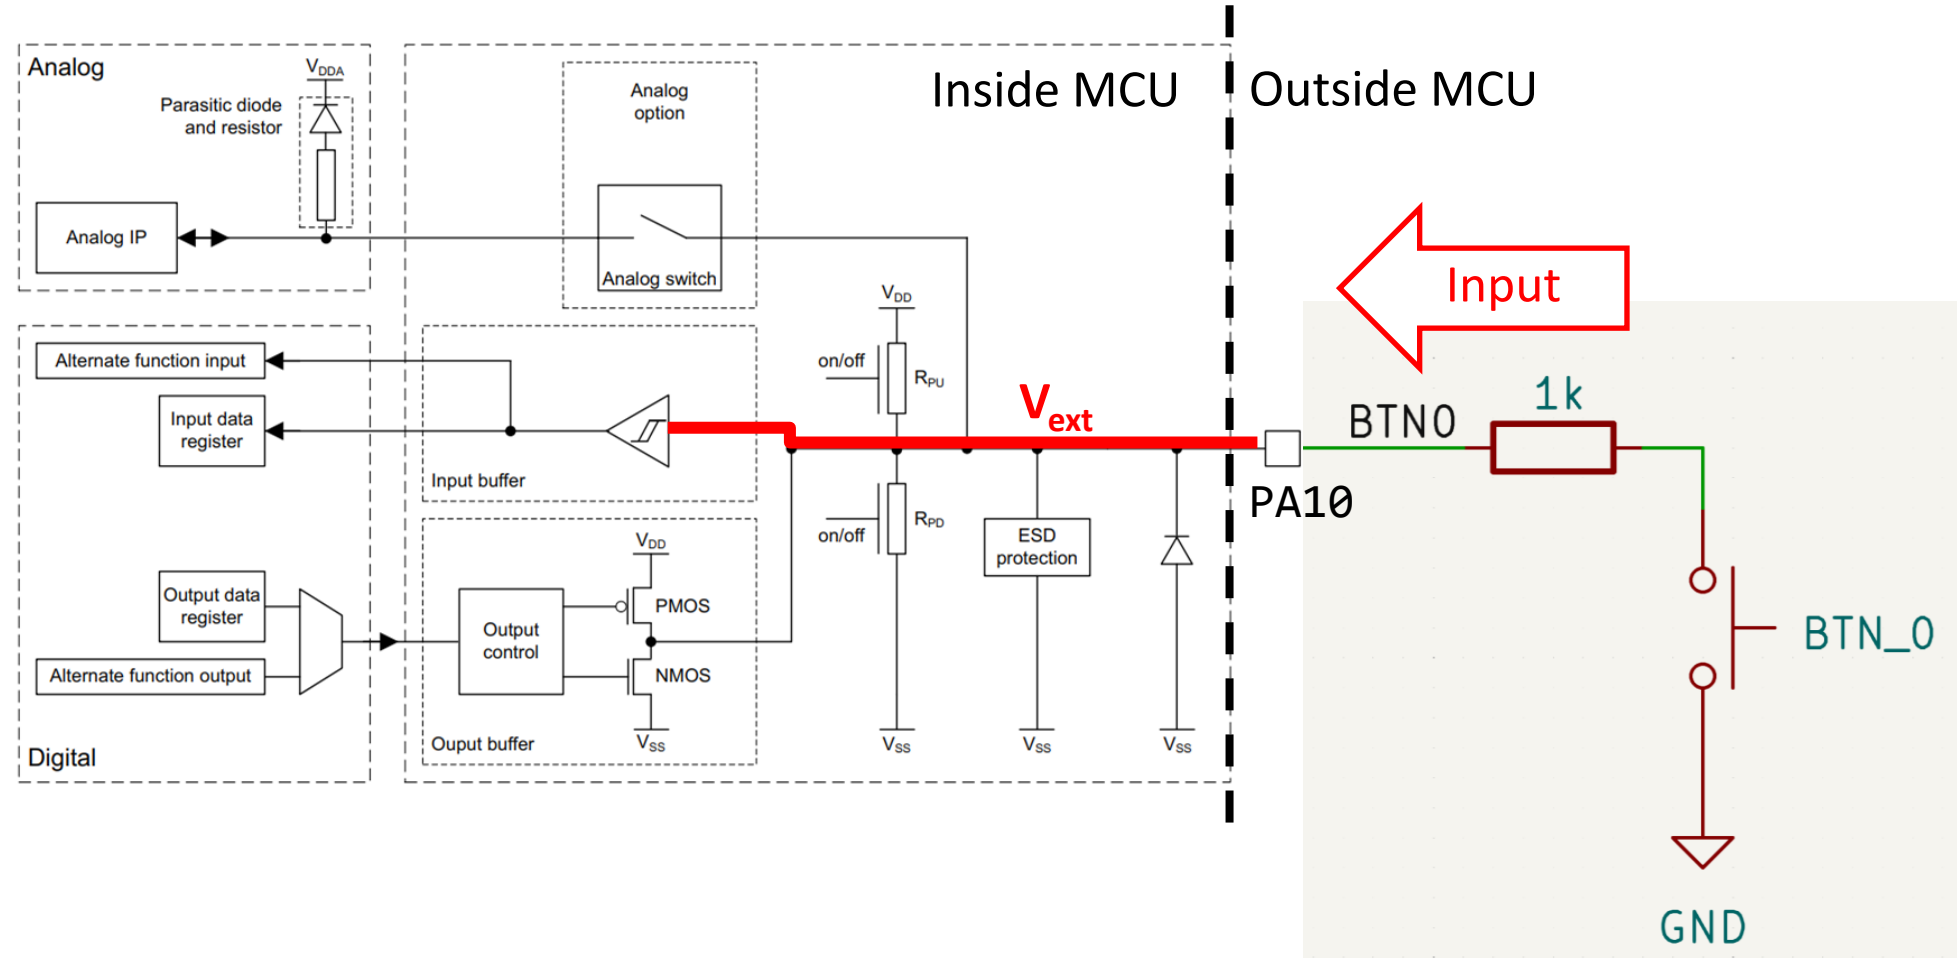 Analog
VDDA
Parasitic diode
and resistor
Analog IP
Analog
option
Analog switch
Inside MCU
Outside MCU
Input
Alternate function input
Input data
register
Input buffer
VDD
on/off
RPU
Vext
on/off
RPD
ESD
protection
VSS
VSS
VSS
Output data
register
Alternate function output
Digital
Output
control
VDD
PMOS
NMOS
VSS
Ouput buffer
PA10
BTN0
1k
BTN_0
GND